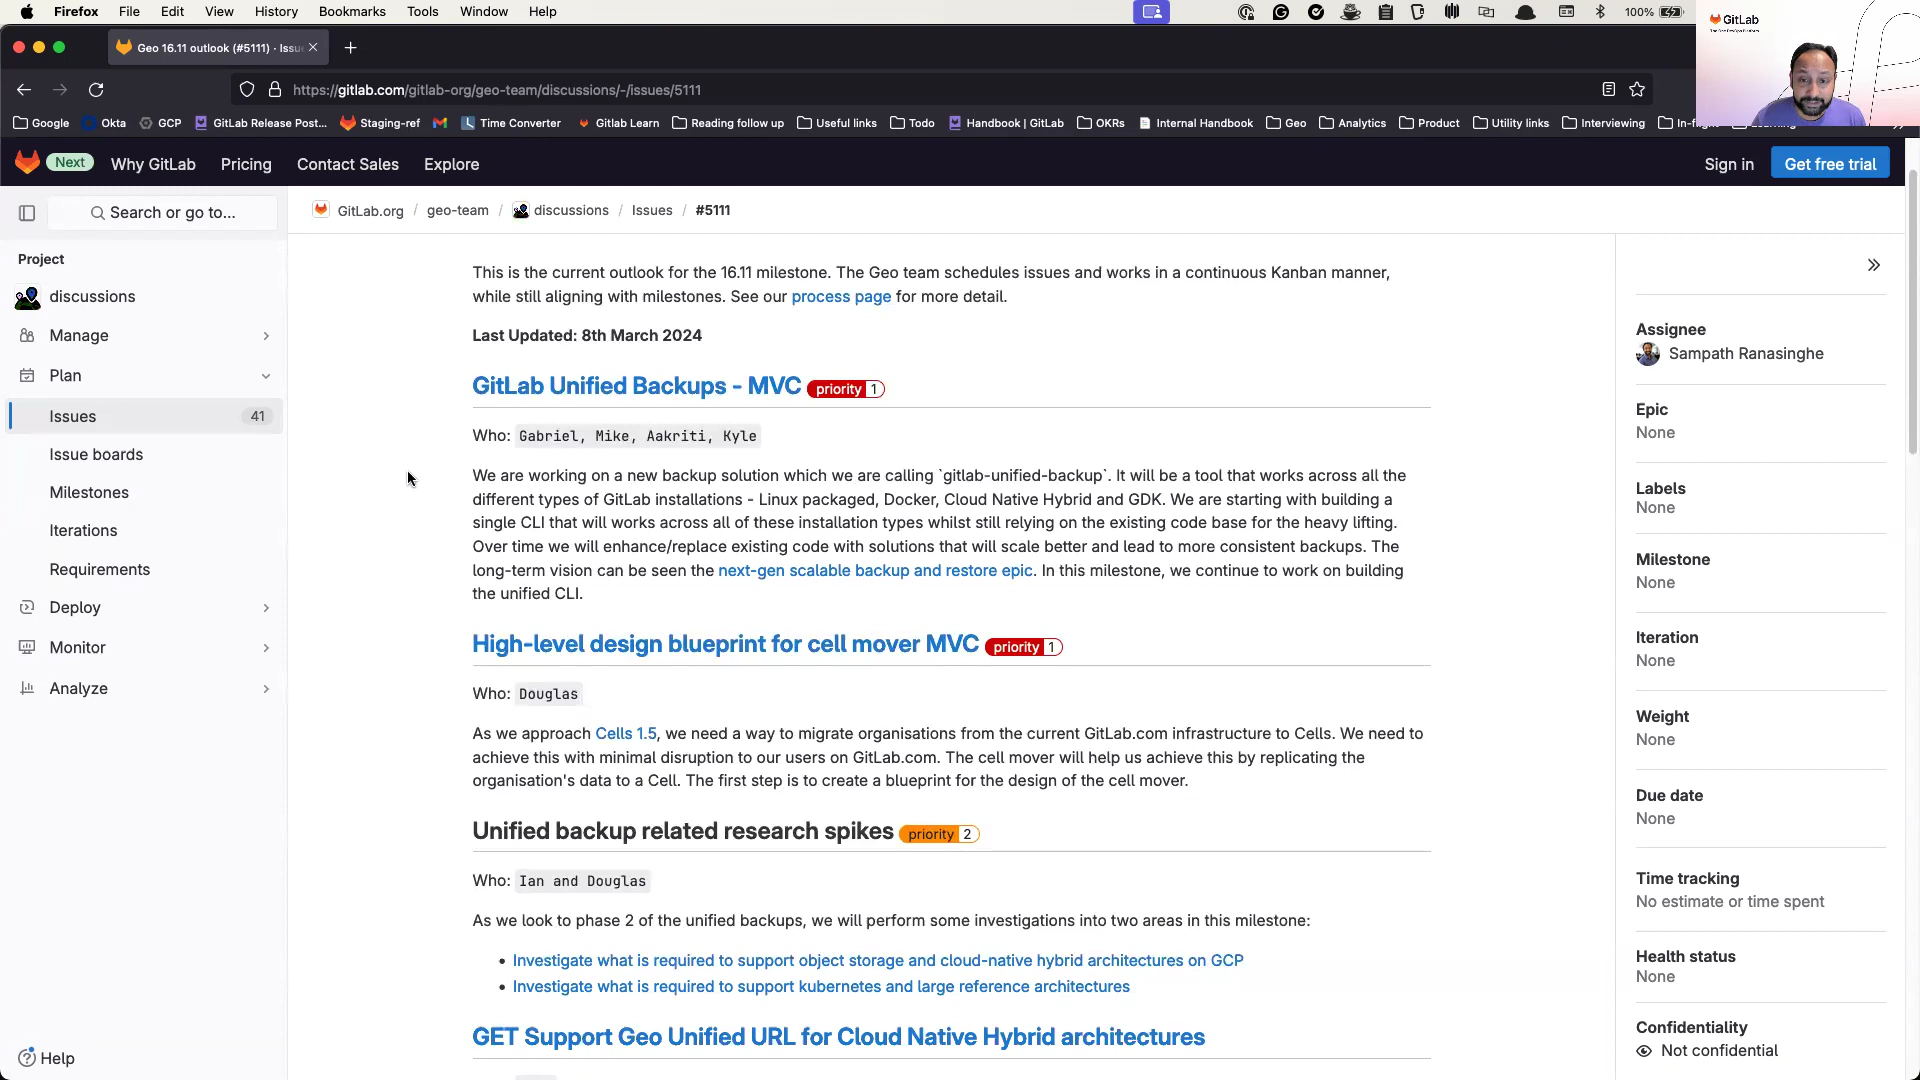 Firefox File Edit View History Bookmarks Tools Window Help
100%
Geo 16.11 outlook (#5111) · Issu
https://gitlab.com/gitlab-org/geo-team/discussions/-/issues/5111
Google Okta GCP GitLab Release Post... Staging-ref Time Converter Gitlab Learn Reading follow up Useful links Todo Handbook | GitLab OKRs Internal Handbook Geo Analytics Product Utility links Interviewing
GitLab
Next Why GitLab Pricing Contact Sales Explore Sign in Get free trial
Search or go to...
GitLab.org / geo-team / discussions / Issues / #5111
Project
discussions
Manage
Plan
Issues 41
Issue boards
Milestones
Iterations
Requirements
Deploy
Monitor
Analyze
Help
This is the current outlook for the 16.11 milestone. The Geo team schedules issues and works in a continuous Kanban manner,
while still aligning with milestones. See our process page for more detail.
Last Updated: 8th March 2024
GitLab Unified Backups - MVC priority 1
Who: Gabriel, Mike, Aakriti, Kyle
We are working on a new backup solution which we are calling `gitlab-unified-backup`. It will be a tool that works across all the
different types of GitLab installations - Linux packaged, Docker, Cloud Native Hybrid and GDK. We are starting with building a
single CLI that will works across all of these installation types whilst still relying on the existing code base for the heavy lifting.
Over time we will enhance/replace existing code with solutions that will scale better and lead to more consistent backups. The
long-term vision can be seen the next-gen scalable backup and restore epic. In this milestone, we continue to work on building
the unified CLI.
High-level design blueprint for cell mover MVC priority 1
Who: Douglas
As we approach Cells 1.5, we need a way to migrate organisations from the current GitLab.com infrastructure to Cells. We need to
achieve this with minimal disruption to our users on GitLab.com. The cell mover will help us achieve this by replicating the
organisation's data to a Cell. The first step is to create a blueprint for the design of the cell mover.
Unified backup related research spikes priority 2
Who: Ian and Douglas
As we look to phase 2 of the unified backups, we will perform some investigations into two areas in this milestone:
• Investigate what is required to support object storage and cloud-native hybrid architectures on GCP
• Investigate what is required to support kubernetes and large reference architectures
GET Support Geo Unified URL for Cloud Native Hybrid architectures
Assignee
Sampath Ranasinghe
Epic
None
Labels
None
Milestone
None
Iteration
None
Weight
None
Due date
None
Time tracking
No estimate or time spent
Health status
None
Confidentiality
Not confidential